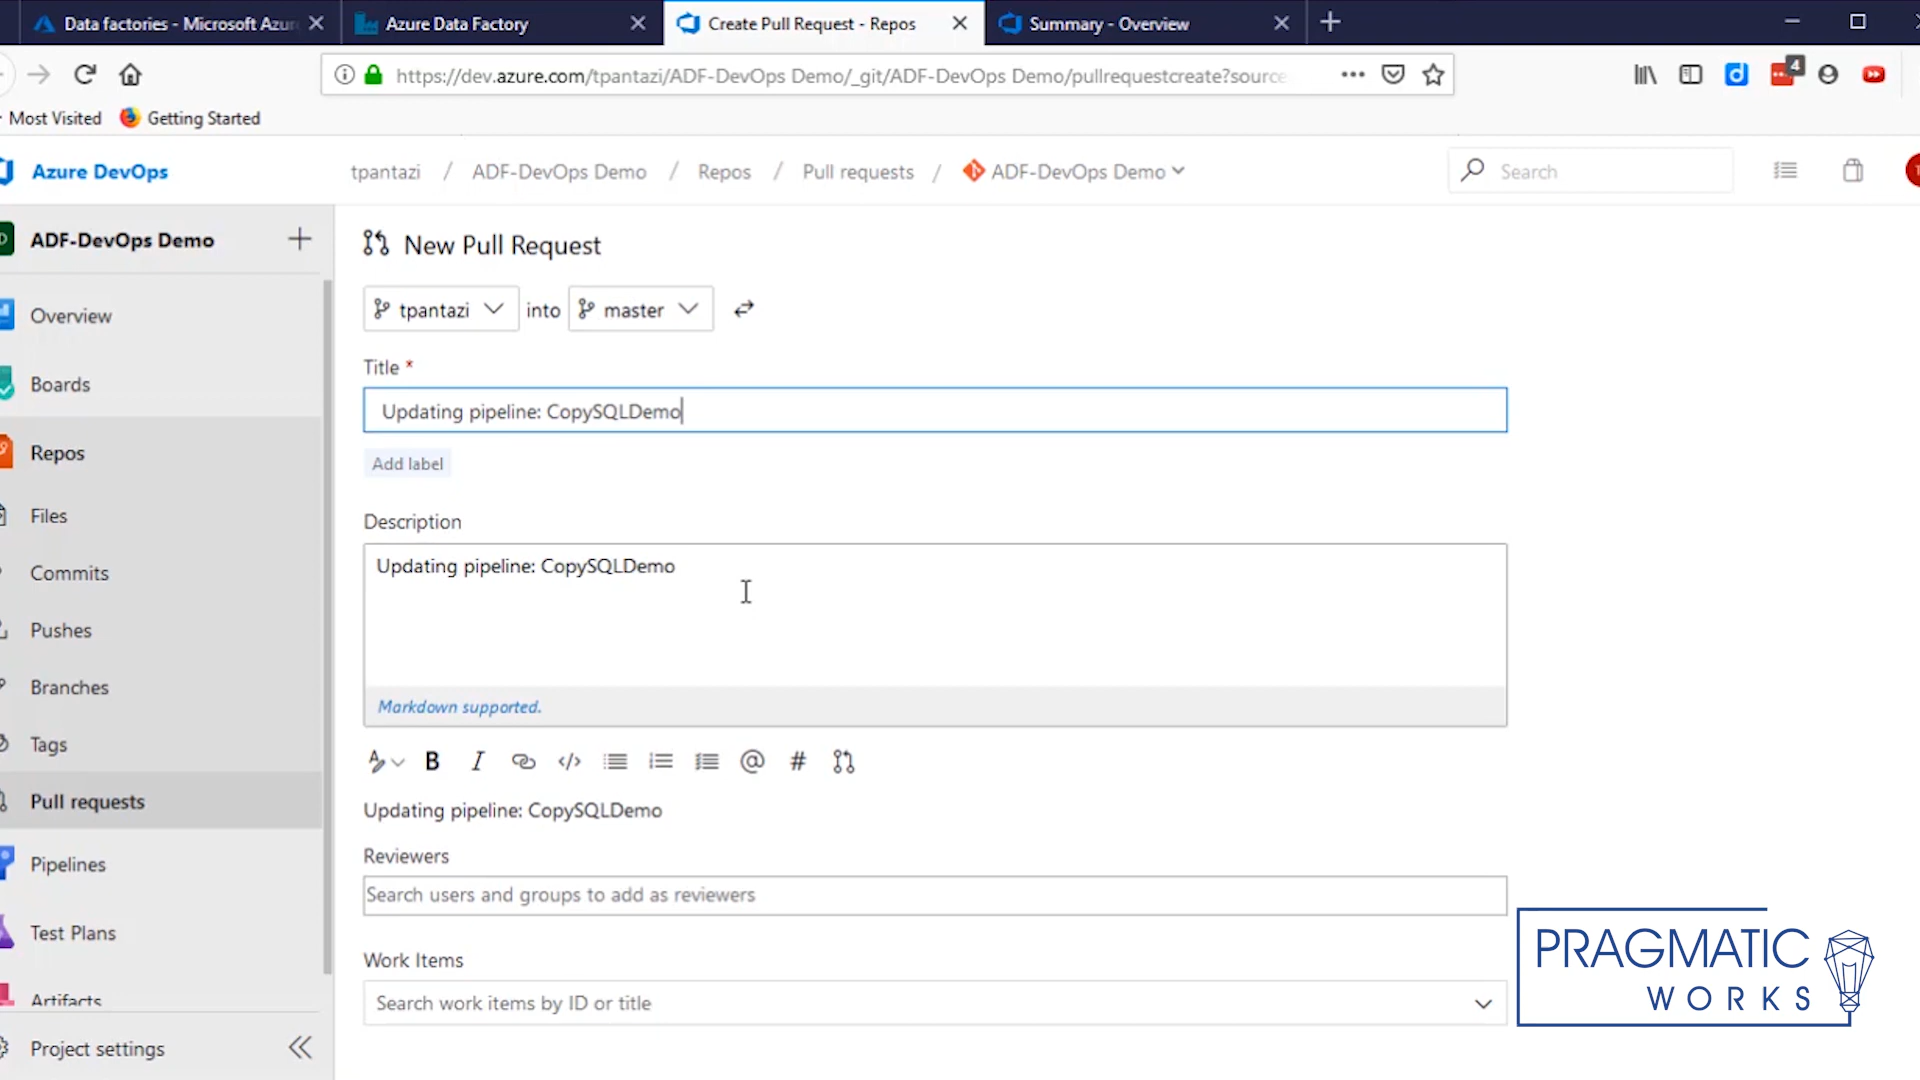 Data factories - Microsoft Azur
Azure Data Factory
Create Pull Request - Repos
Summary - Overview
https://dev.azure.com/tpantazi/ADF-DevOps Demo/_git/ADF-DevOps Demo/pullrequestcreate?source
4
Most Visited
Getting Started
Azure DevOps
tpantazi / ADF-DevOps Demo / Repos / Pull requests / ADF-DevOps Demo
Search
ADF-DevOps Demo
New Pull Request
tpantazi into master
Overview
Title *
Boards
Updating pipeline: CopySQLDemo
Repos
Add label
Files
Description
Updating pipeline: CopySQLDemo
Commits
Pushes
Branches
Markdown supported.
Tags
B I </> @ #
Pull requests
Updating pipeline: CopySQLDemo
Reviewers
Pipelines
Search users and groups to add as reviewers
Test Plans
Work Items
Artifacts
Search work items by ID or title
Project settings
PRAGMATIC
WORKS